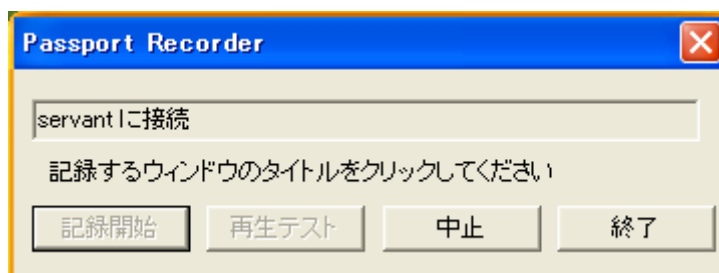 Passport Recorder
servantに接続
記録するウィンドウのタイトルをクリックしてください
記録開始 再生テスト 中止 終了